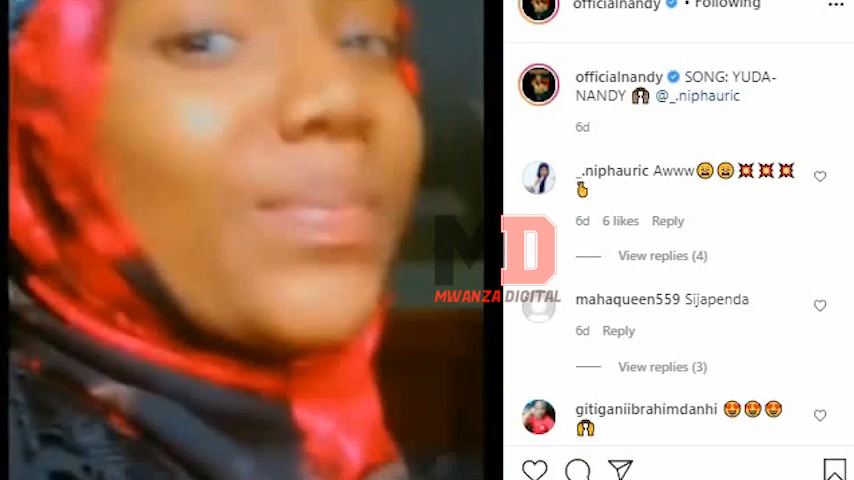 officialnandy • Following
officialnandy SONG: YUDA-
NANDY @_.niphauric
6d
_.niphauric Awww
6d 6 likes Reply
View replies (4)
MD
MWANZA DIGITAL
mahaqueen559 Sijapenda
6d Reply
View replies (3)
gitiganiibrahimdanhi